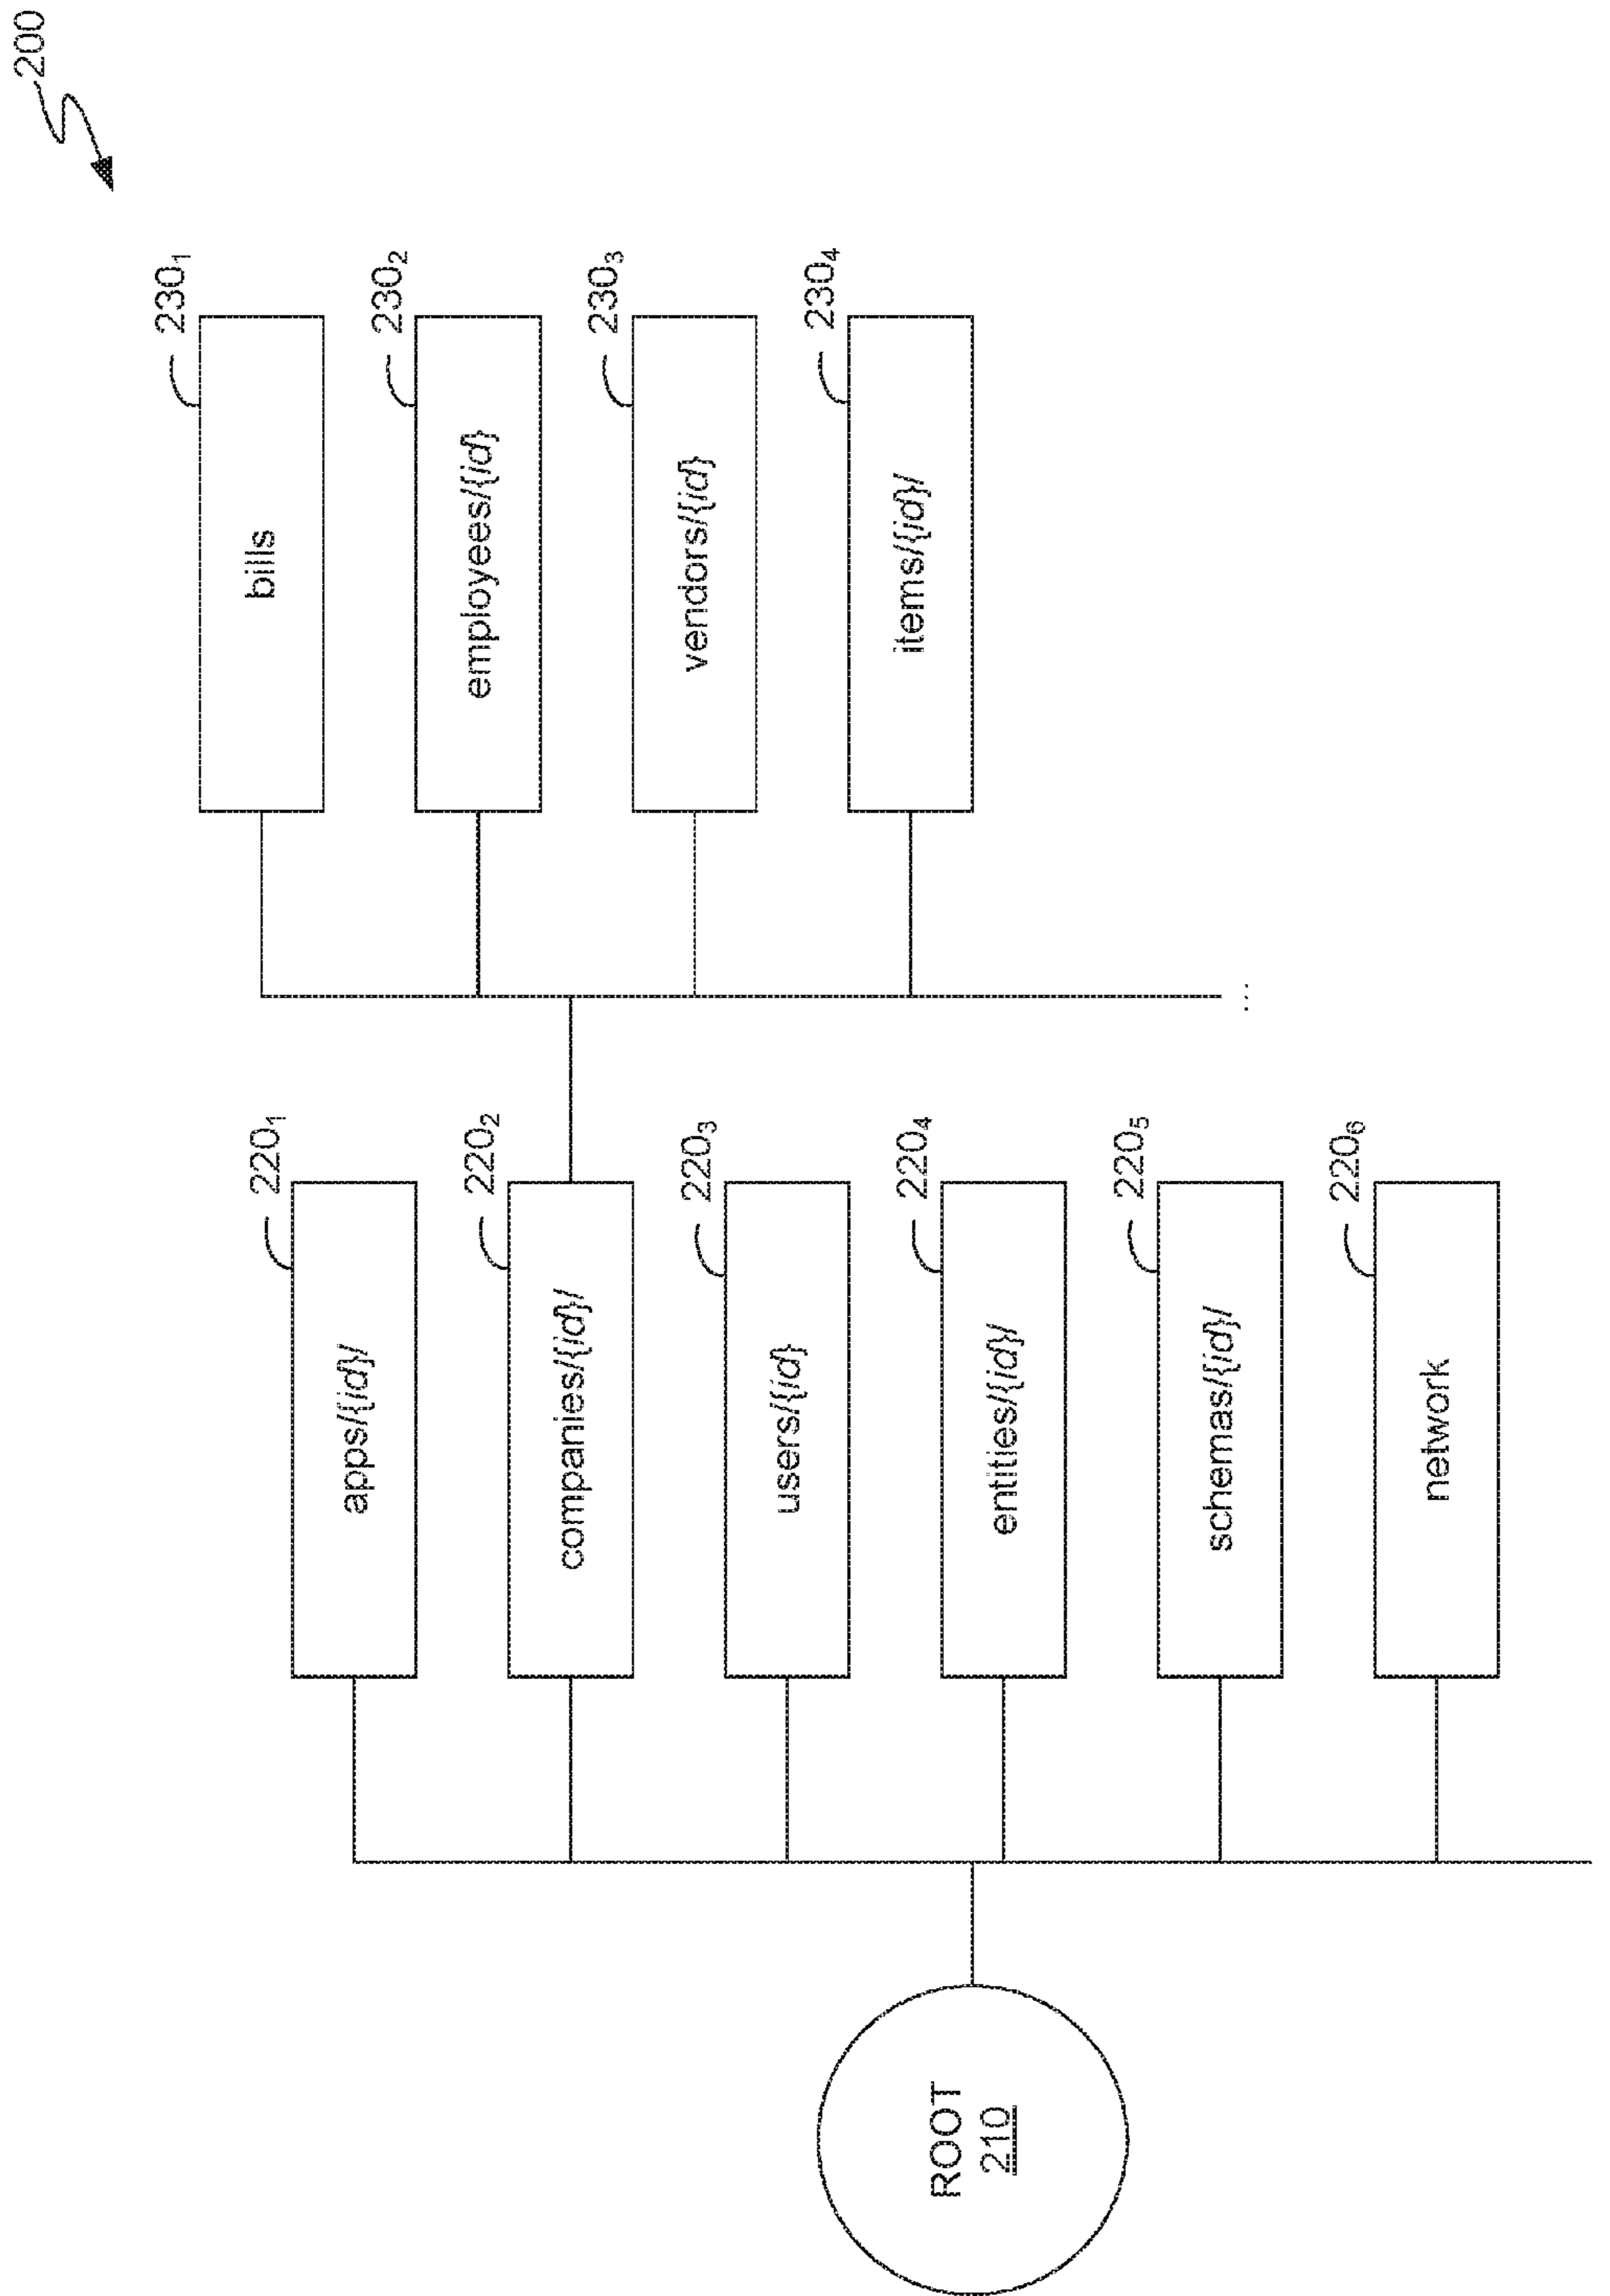 200
ROOT
210
apps/{id}/
220₁
companies/{id}/
220₂
users/{id}
220₃
entities/{id}/
220₄
schemas/{id}/
220₅
network
220₆
bills
230₁
employees/{id}
230₂
vendors/{id}
230₃
items/{id}/
230₄
...